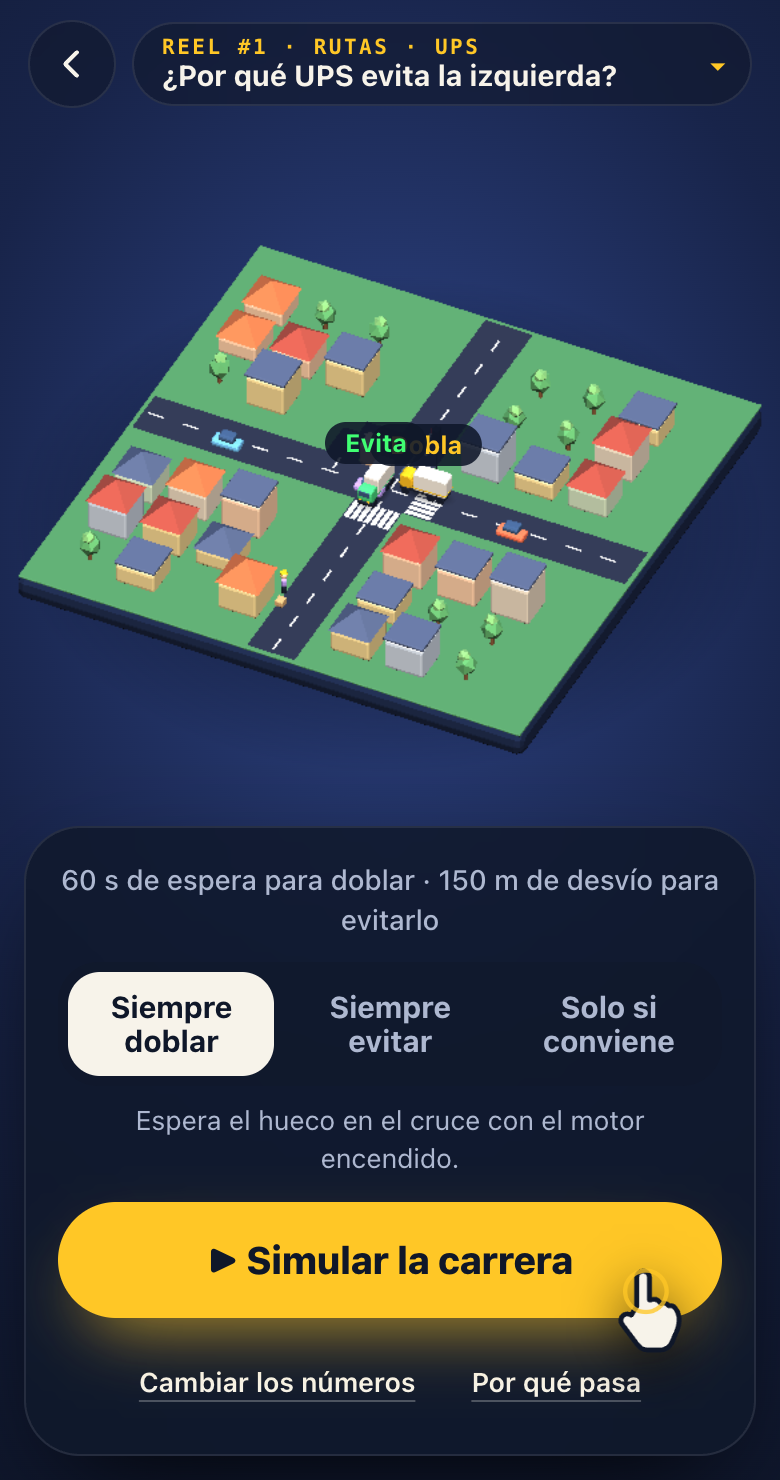 REEL #1 · RUTAS · UPS
¿Por qué UPS evita la izquierda?
Evita
60 s de espera para doblar · 150 m de desvío para
evitarlo
Siempre
doblar
Siempre
evitar
Solo si
conviene
Espera el hueco en el cruce con el motor
encendido.
Simular la carrera
Cambiar los números
Por qué pasa